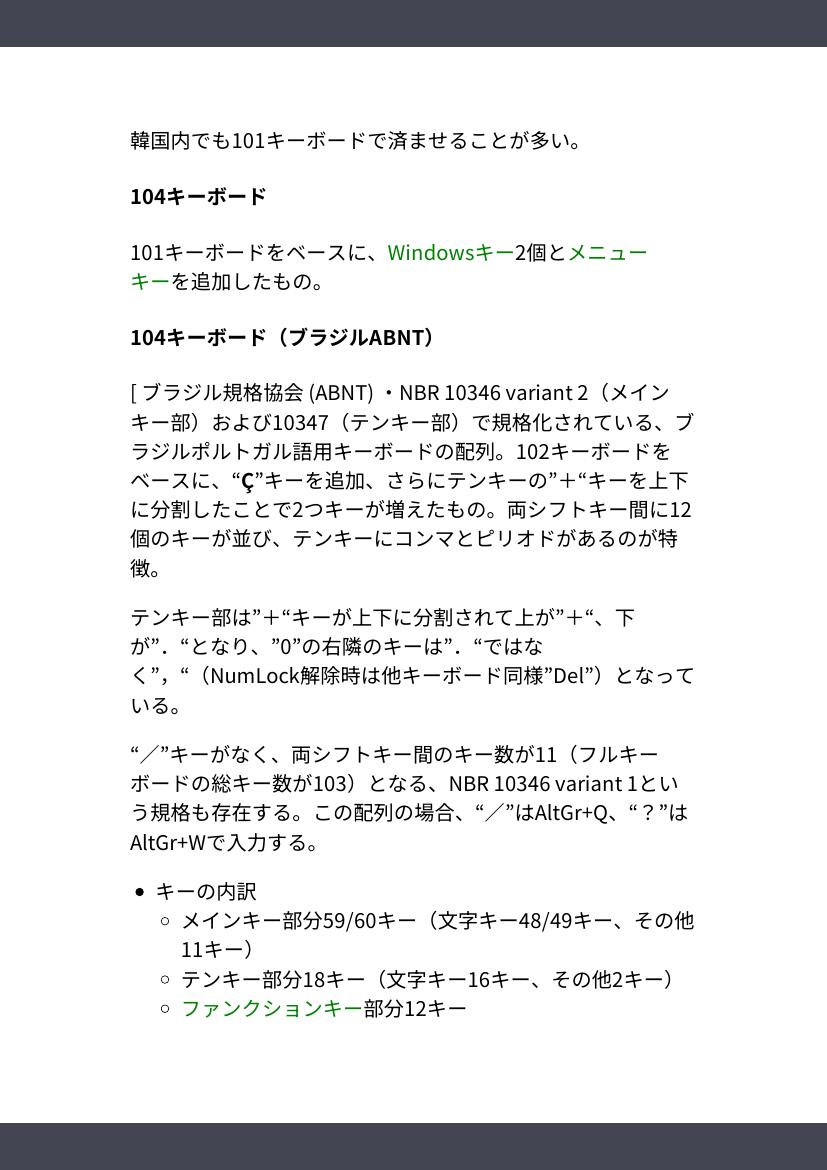 韓国内でも101キーボードで済ませることが多い。
104キーボード
101キーボードをベースに、Windowsキー2個とメニュー
キーを追加したもの。
104キーボード（ブラジルABNT）
[ ブラジル規格協会 (ABNT) ・NBR 10346 variant 2（メイン
キー部）および10347（テンキー部）で規格化されている、ブ
ラジルポルトガル語用キーボードの配列。102キーボードを
ベースに、“Ç”キーを追加、さらにテンキーの”＋“キーを上下
に分割したことで2つキーが増えたもの。両シフトキー間に12
個のキーが並び、テンキーにコンマとピリオドがあるのが特
徴。
テンキー部は”＋“キーが上下に分割されて上が”＋“、下
が”．“となり、”0”の右隣のキーは”．“ではな
く”，“（NumLock解除時は他キーボード同様”Del”）となって
いる。
“／”キーがなく、両シフトキー間のキー数が11（フルキー
ボードの総キー数が103）となる、NBR 10346 variant 1とい
う規格も存在する。この配列の場合、“／”はAltGr+Q、“？”は
AltGr+Wで入力する。
• キーの内訳
◦ メインキー部分59/60キー（文字キー48/49キー、その他
11キー）
◦ テンキー部分18キー（文字キー16キー、その他2キー）
◦ ファンクションキー部分12キー